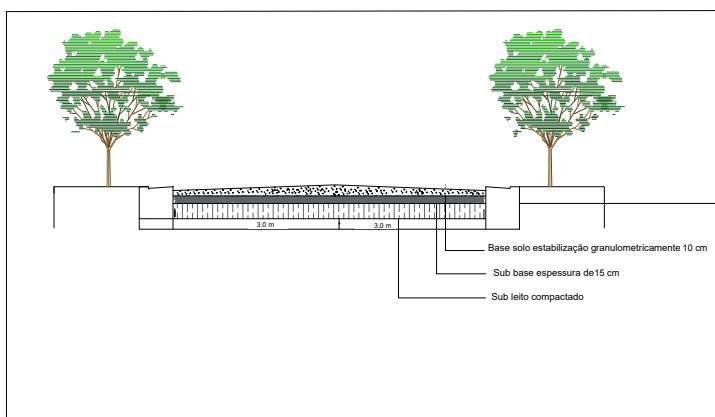 3,0 m 3,0 m
Base solo estabilização granulometricamente 10 cm
Sub base espessura de15 cm
Sub leito compactado